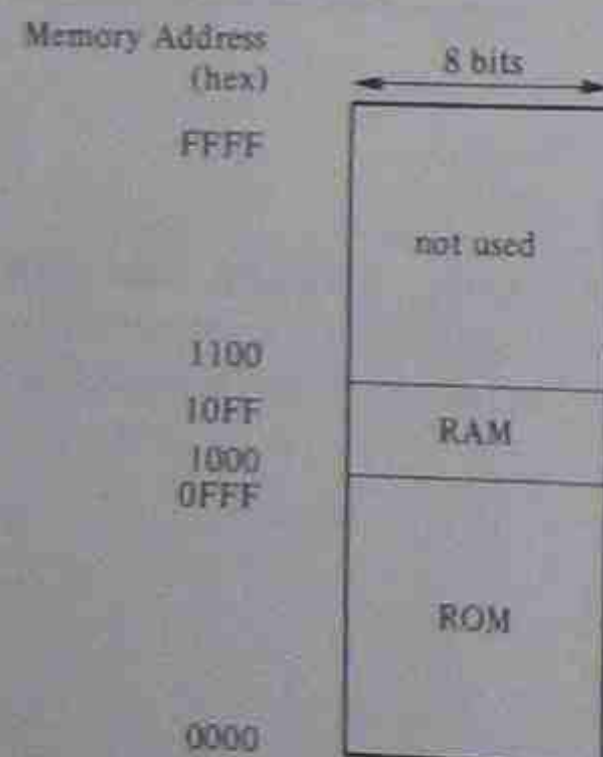 Memory Address
(hex)
8 bits
FFFF
not used
1100
10FF
RAM
1000
0FFF
ROM
0000